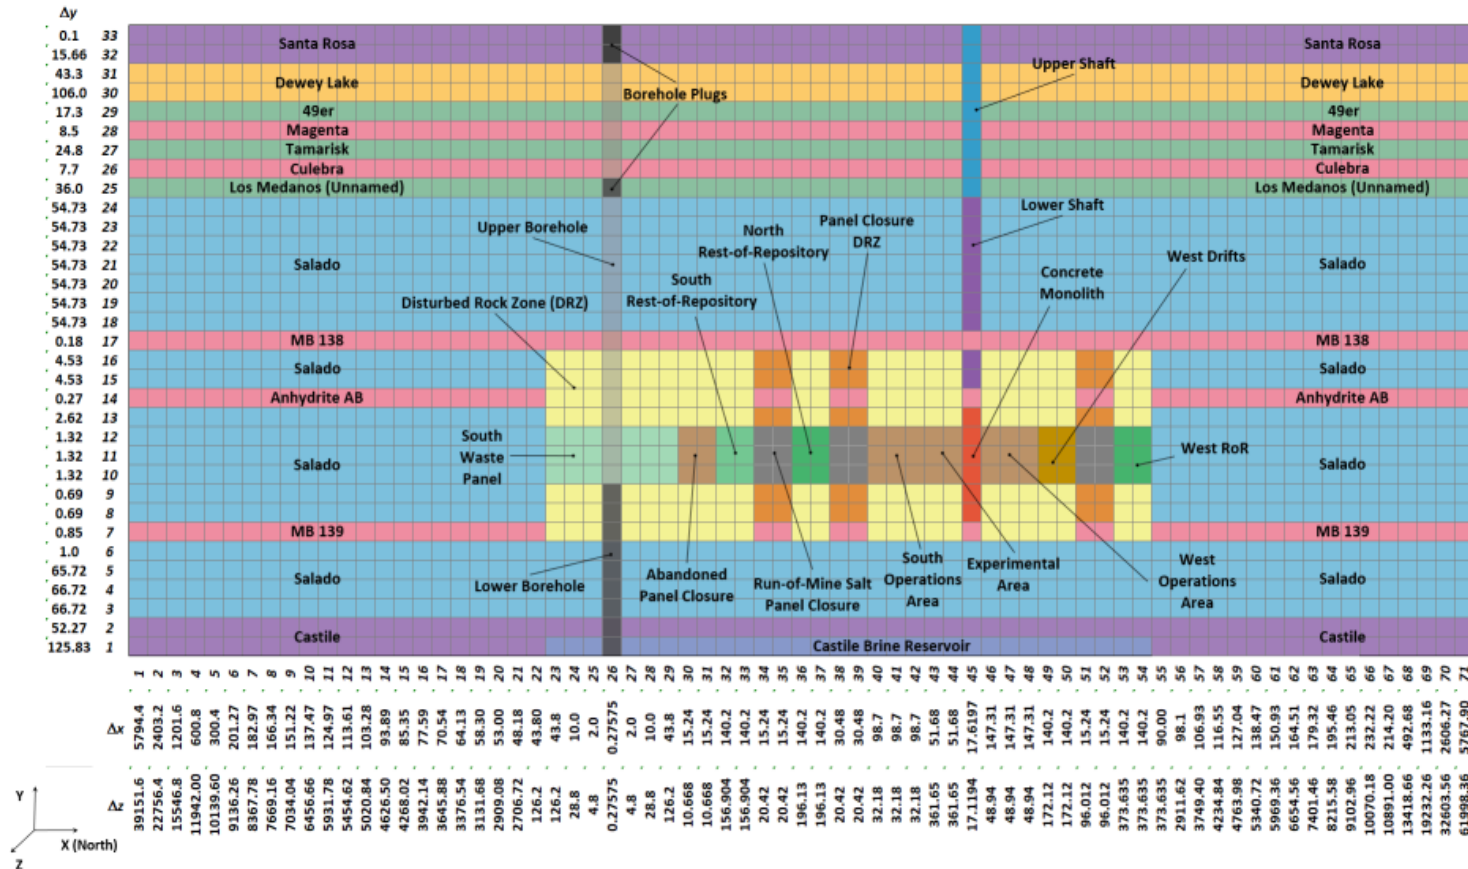 Δy
0.1 33
15.66 32
43.3 31
106.0 30
17.3 29
8.5 28
24.8 27
7.7 26
36.0 25
54.73 24
54.73 23
54.73 22
54.73 21
54.73 20
54.73 19
54.73 18
0.18 17
4.53 16
4.53 15
0.27 14
2.62 13
1.32 12
1.32 11
1.32 10
0.69 9
0.69 8
0.85 7
1.0 6
65.72 5
66.72 4
66.72 3
52.27 2
125.83 1
Santa Rosa
Santa Rosa
Upper Shaft
Dewey Lake
Dewey Lake
Borehole Plugs
49er
49er
Magenta
Magenta
Tamarisk
Tamarisk
Culebra
Culebra
Los Medanos (Unnamed)
Los Medanos (Unnamed)
Lower Shaft
Panel Closure
DRZ
Upper Borehole
North
Rest-of-Repository
West Drifts
Salado
Salado
Concrete
Monolith
South
Rest-of-Repository
Disturbed Rock Zone (DRZ)
MB 138
MB 138
Salado
Salado
Anhydrite AB
Anhydrite AB
South
Waste
Panel
West RoR
Salado
Salado
MB 139
MB 139
Lower Borehole
Abandoned
Panel Closure
Run-of-Mine Salt
Panel Closure
South
Operations
Area
Experimental
Area
West
Operations
Area
Salado
Salado
Castile
Castile
Castile Brine Reservoir
1 2 3 4 5 6 7 8 9 10 11 12 13 14 15 16 17 18 19 20 21 22 23 24 25 26 27 28 29 30 31 32 33 34 35 36 37 38 39 40 41 42 43 44 45 46 47 48 49 50 51 52 53 54 55 56 57 58 59 60 61 62 63 64 65 66 67 68 69 70 71
Δx
5794.4 2403.2 1201.6 600.8 300.4 201.27 182.97 166.34 151.22 137.47 124.97 113.61 103.28 93.89 85.35 77.59 70.54 64.13 58.30 53.00 48.18 43.80 43.8 10.0 2.0 0.27575 2.0 10.0 43.8 15.24 15.24 140.2 140.2 15.24 15.24 140.2 140.2 30.48 30.48 98.7 98.7 98.7 51.68 51.68 17.6197 147.31 147.31 147.31 140.2 140.2 15.24 15.24 140.2 140.2 90.00 98.1 106.93 116.55 127.04 138.47 150.93 164.51 179.32 195.46 213.05 232.22 214.20 492.68 1133.16 2606.27 5767.90
Δz
39151.6 22756.4 15546.8 11942.00 10139.60 9136.26 8367.78 7669.16 7034.04 6456.66 5931.78 5454.62 5020.84 4626.50 4268.02 3942.14 3645.88 3376.54 3131.68 2909.08 2706.72 126.2 28.8 4.8 0.27575 4.8 28.8 126.2 10.668 10.668 156.904 156.904 20.42 20.42 196.13 196.13 20.42 20.42 32.18 32.18 32.18 361.65 361.65 17.1194 48.94 48.94 48.94 172.12 172.12 96.012 96.012 373.635 373.635 2911.62 3749.40 4234.84 4763.98 5340.72 5969.36 6654.56 7401.46 8215.58 9102.96 10070.18 10891.00 13418.66 19232.26 32603.56 61998.36
Y
X (North)
Z